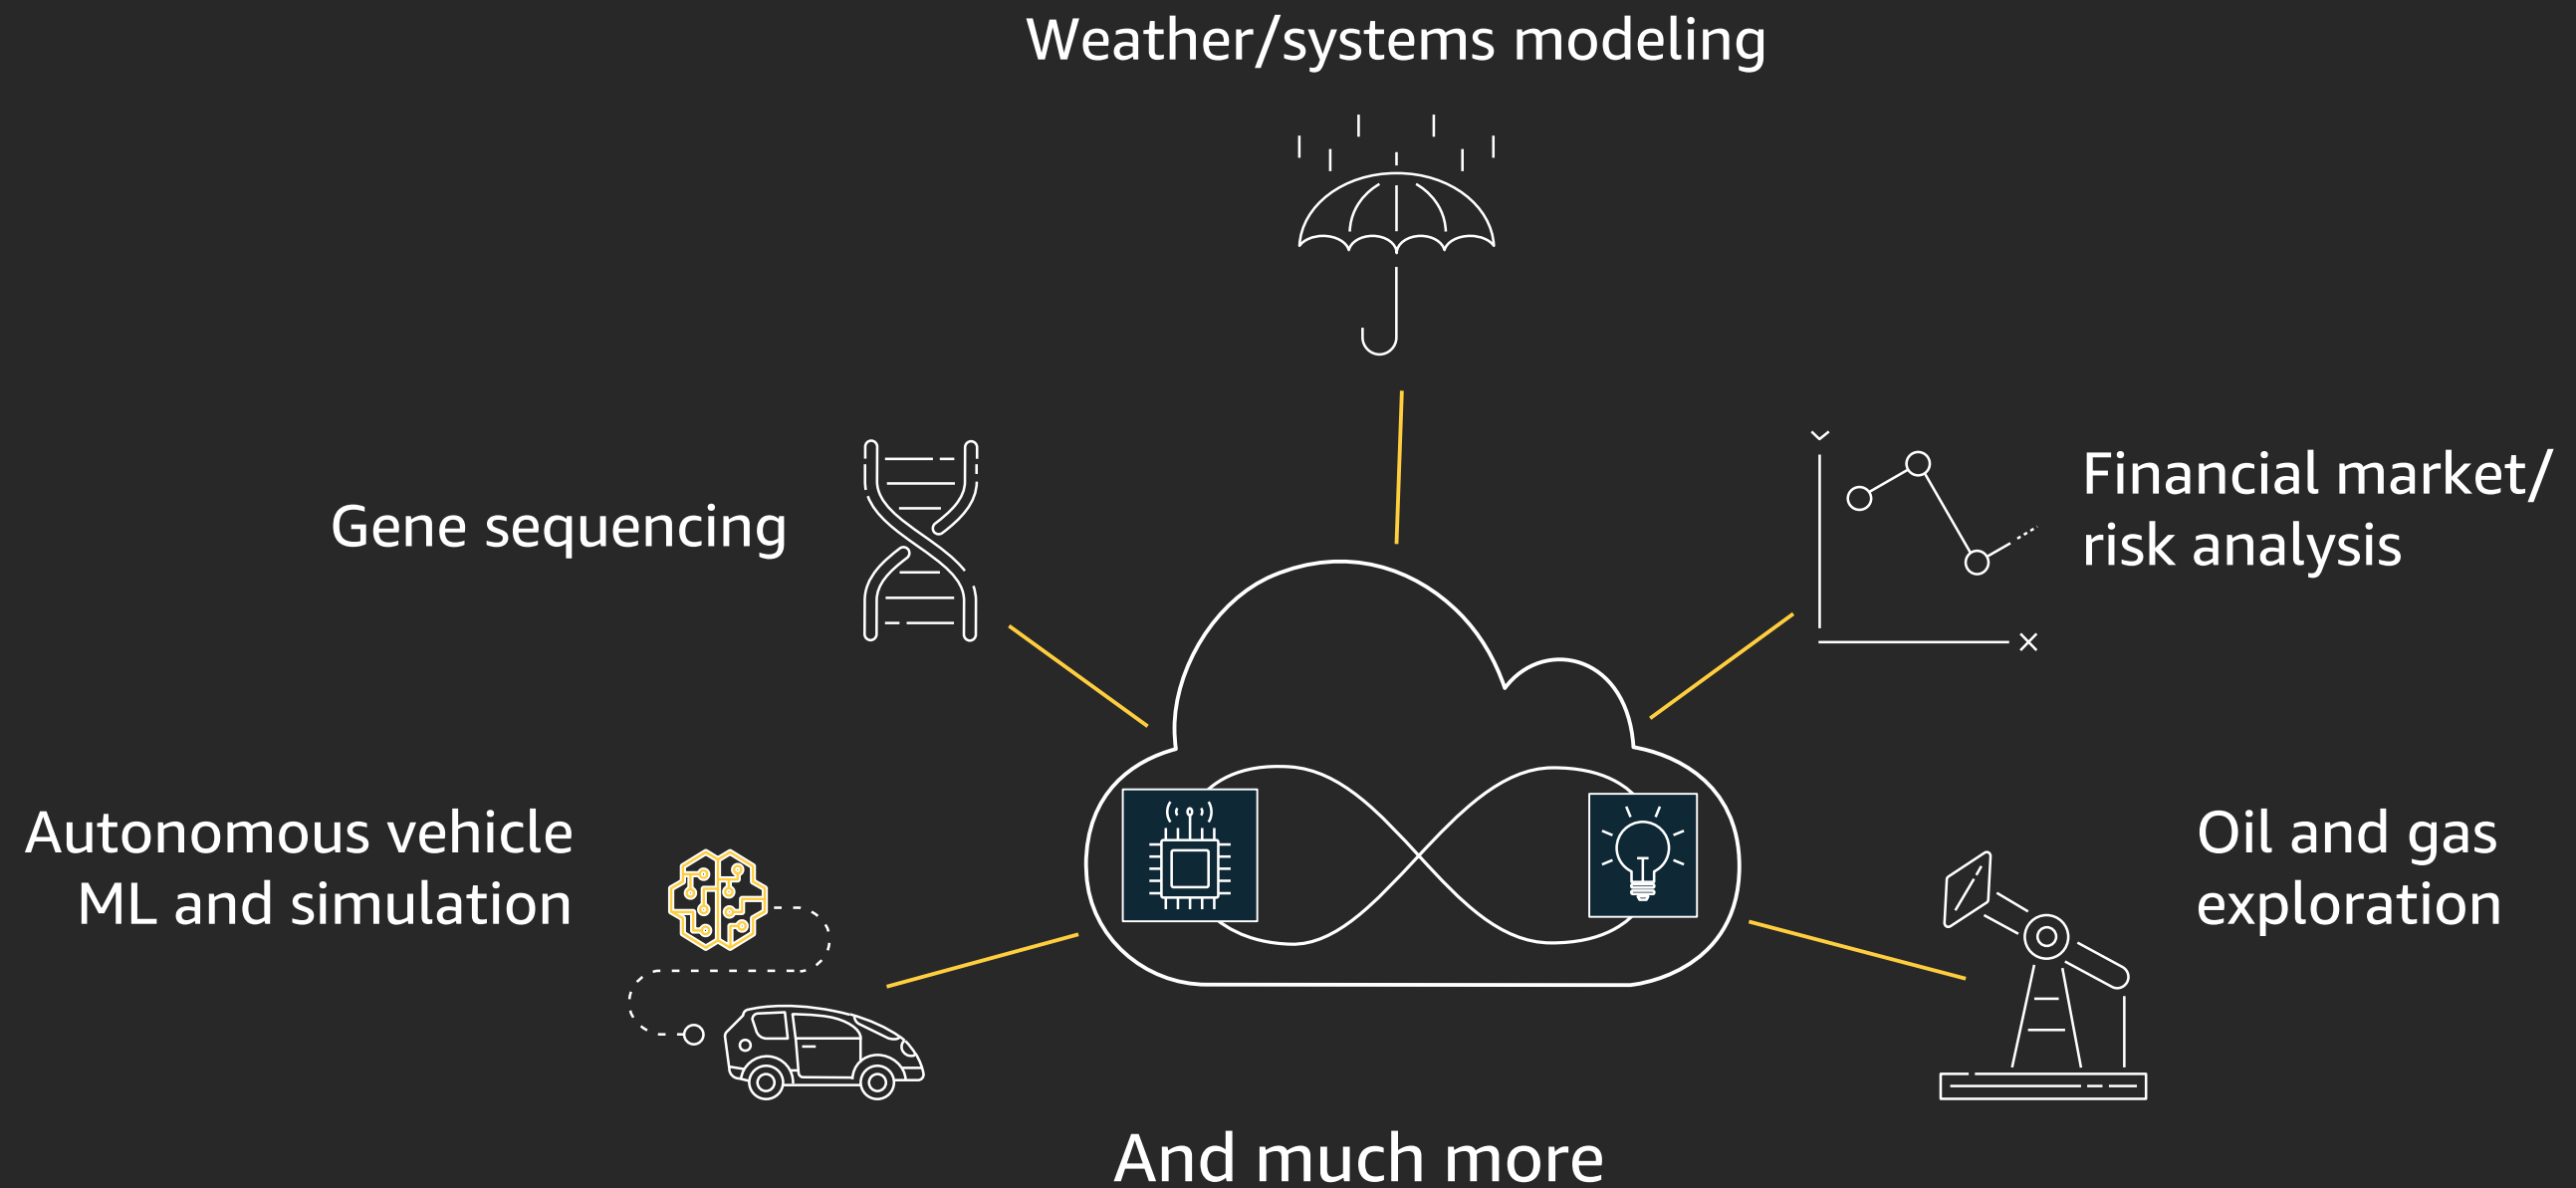 Weather/systems modeling
Gene sequencing
Financial market/
risk analysis
Autonomous vehicle
ML and simulation
Oil and gas
exploration
And much more